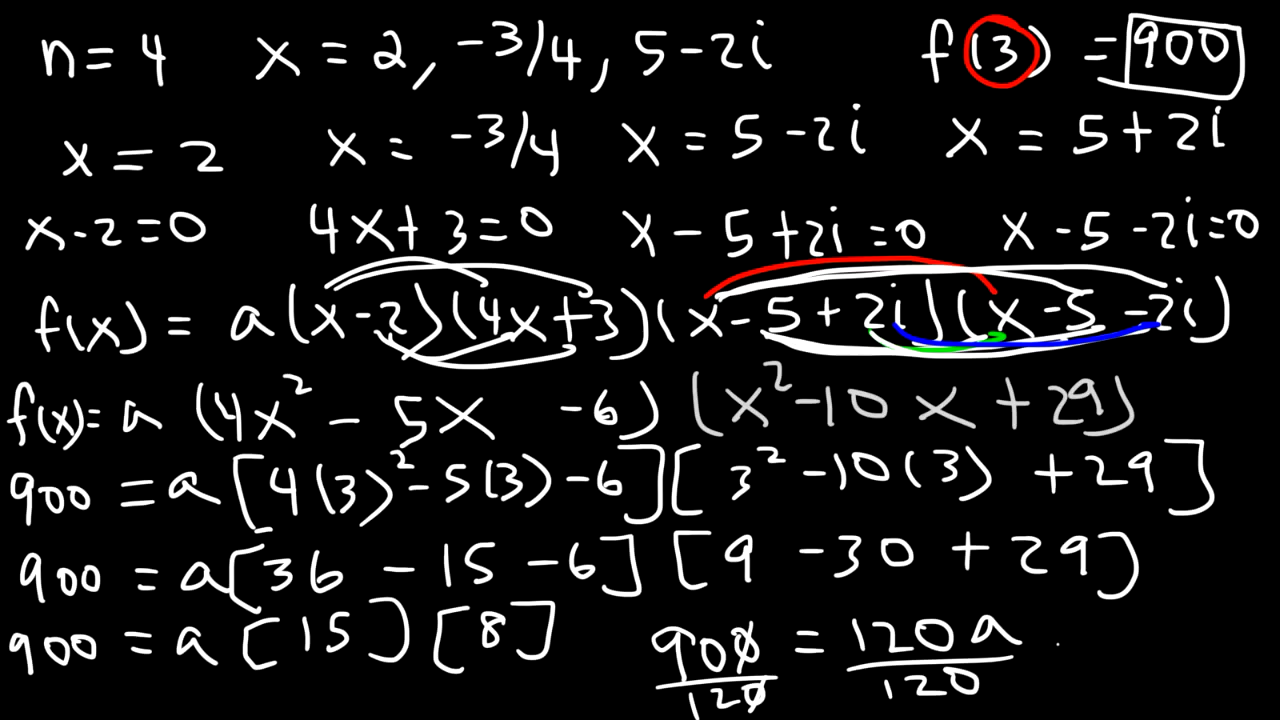 n = 4 x = 2, -3/4, 5-2i f(3) = 900
x = 2 x = -3/4 x = 5-2i x = 5+2i
x-2=0 4x+3=0 x-5+2i=0 x-5-2i=0
f(x) = a(x-2)(4x+3)(x-5+2i)(x-5-2i)
f(x)= a (4x² - 5x -6) (x²-10x+29)
900 = a[4(3)²-5(3)-6][3²-10(3)+29]
900 = a[36-15-6][9-30+29]
900 = a[15][8] 900 = 120a
120 120